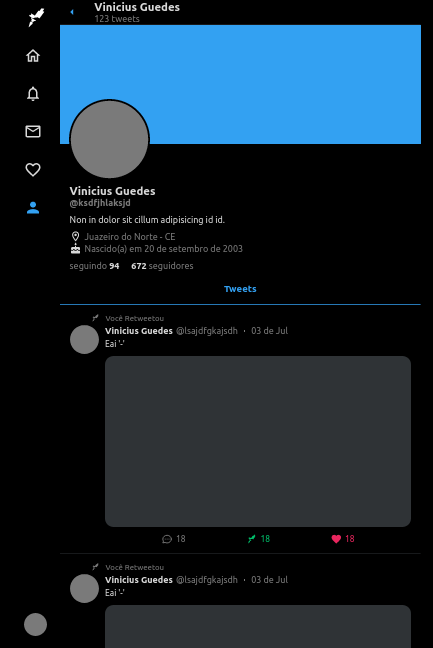 Vinicius Guedes
123 tweets
Vinicius Guedes
@ksdfjhlaksjd
Non in dolor sit cillum adipisicing id id.
Juazeiro do Norte - CE
Nascido(a) em 20 de setembro de 2003
seguindo 94 672 seguidores
Tweets
Você Retweetou
Vinicius Guedes @lsajdfgkajsdh · 03 de Jul
Eai '-'
18 18 18
Você Retweetou
Vinicius Guedes @lsajdfgkajsdh · 03 de Jul
Eai '-'